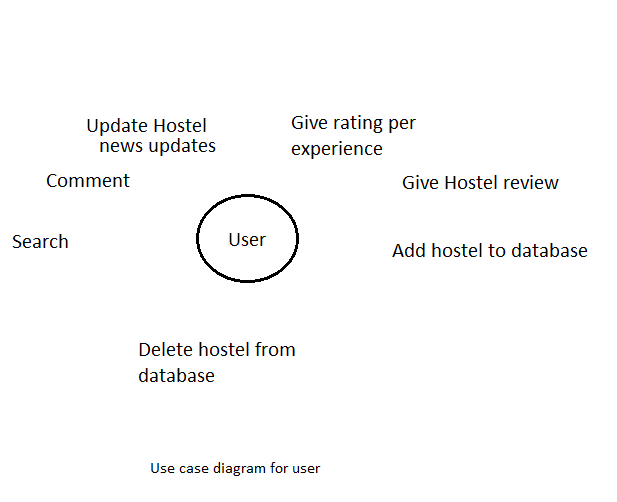 Update Hostel
news updates
Give rating per
experience
Comment
Give Hostel review
Search
User
Add hostel to database
Delete hostel from
database
Use case diagram for user